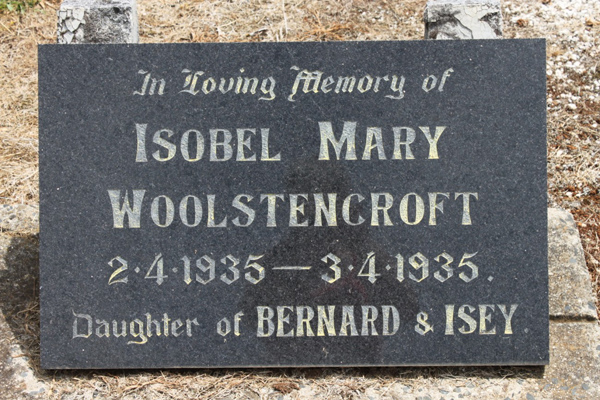 In Loving Memory of
ISOBEL MARY
WOOLSTENCROFT
2·4·1935 — 3·4·1935.
Daughter of BERNARD & ISEY.